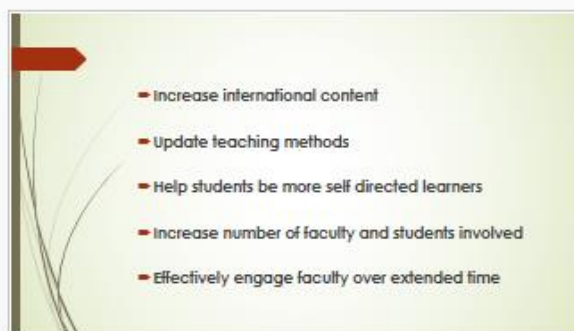 Increase international content
Update teaching methods
Help students be more self directed learners
Increase number of faculty and students involved
Effectively engage faculty over extended time